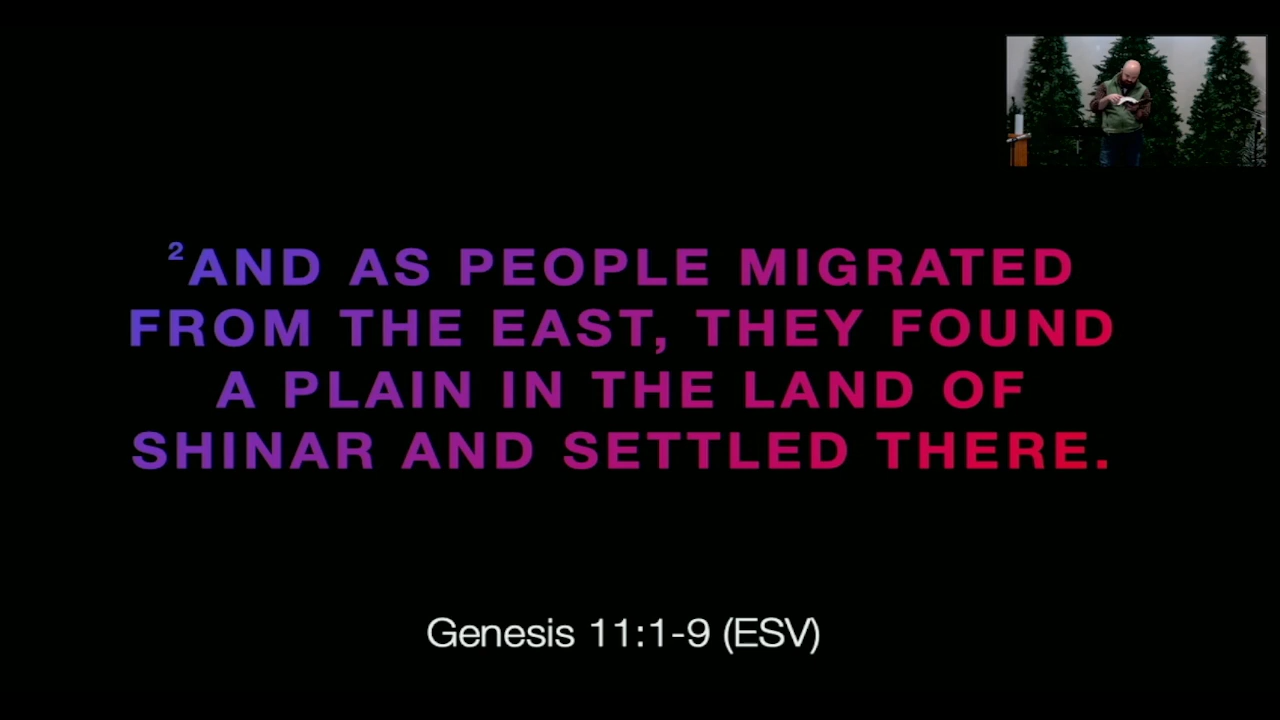 ²AND AS PEOPLE MIGRATED
FROM THE EAST, THEY FOUND
A PLAIN IN THE LAND OF
SHINAR AND SETTLED THERE.
Genesis 11:1-9 (ESV)